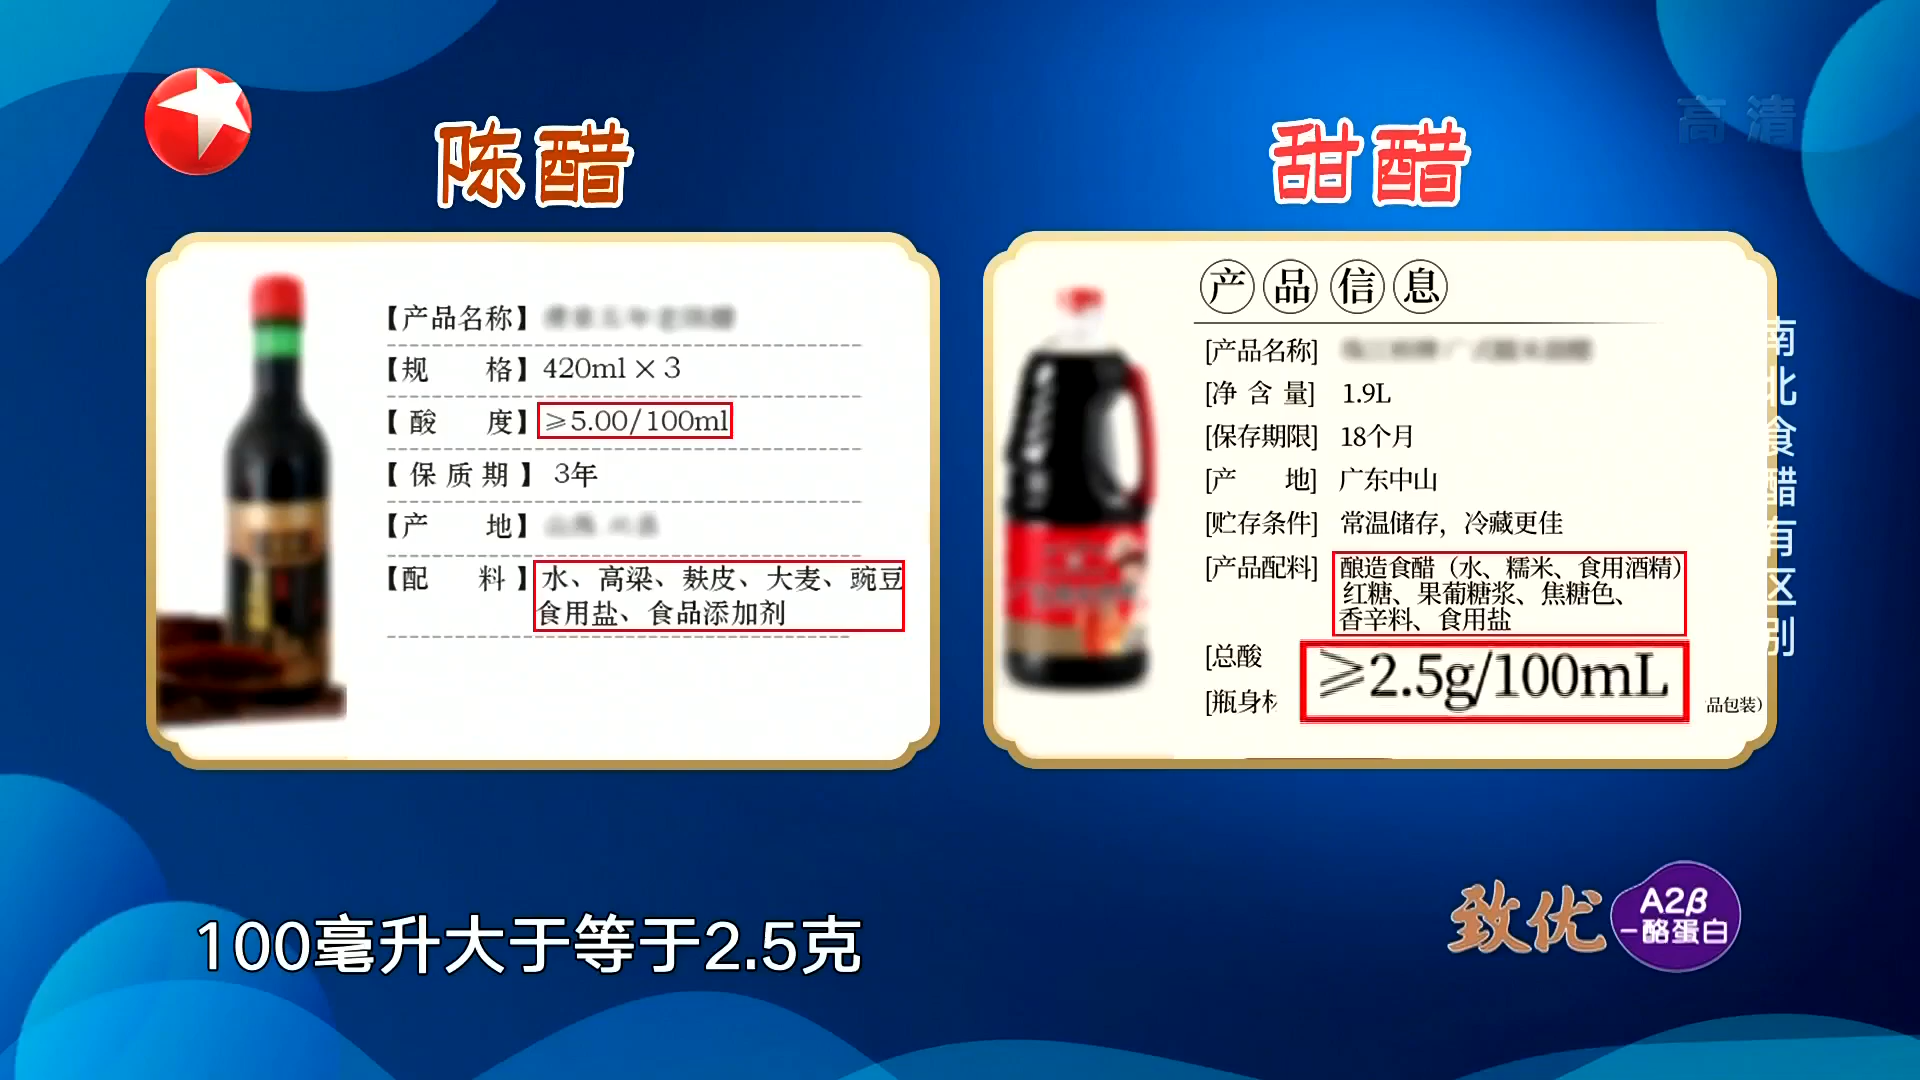 高清
陈醋
甜醋
【产品名称】
【规 格】420ml×3
【酸 度】≥5.00/100ml
【保质期】3年
【产 地】
【配 料】水、高粱、麸皮、大麦、豌豆
食用盐、食品添加剂
产品信息
[产品名称]
[净含量] 1.9L
[保存期限] 18个月
[产 地] 广东中山
[贮存条件] 常温储存，冷藏更佳
[产品配料] 酿造食醋（水、糯米、食用酒精）
红糖、果葡糖浆、焦糖色、
香辛料、食用盐
[总酸 ≥2.5g/100mL
[瓶身材 品包装）
南北食醋有区别
100毫升大于等于2.5克
致优
A2β
酪蛋白